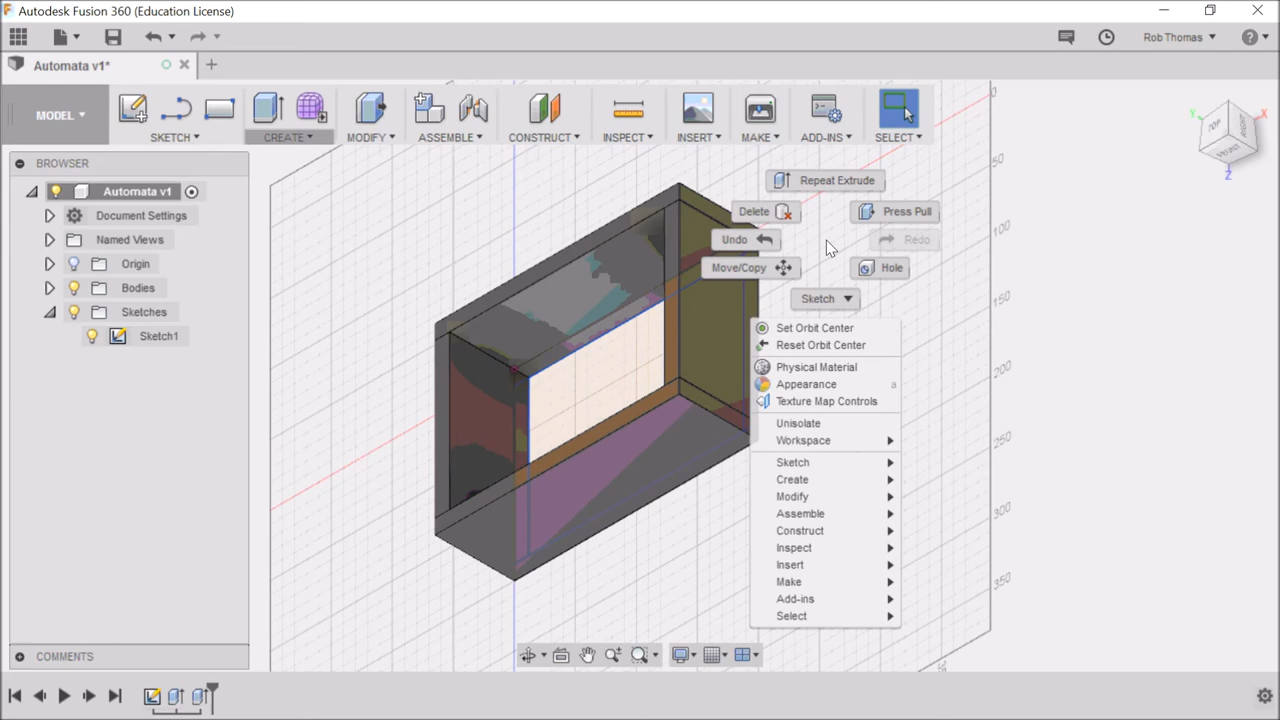 Autodesk Fusion 360 (Education License)
Rob Thomas
Automata v1*
MODEL
SKETCH
CREATE
MODIFY
ASSEMBLE
CONSTRUCT
INSPECT
INSERT
MAKE
ADD-INS
SELECT
BROWSER
Automata v1
Document Settings
Named Views
Origin
Bodies
Sketches
Sketch1
Repeat Extrude
Delete
Press Pull
Undo
Redo
Move/Copy
Hole
Sketch
Set Orbit Center
Reset Orbit Center
Physical Material
Appearance a
Texture Map Controls
Unisolate
Workspace
Sketch
Create
Modify
Assemble
Construct
Inspect
Insert
Make
Add-ins
Select
0
50
100
150
200
250
300
350
TOP
Y
X
Z
COMMENTS